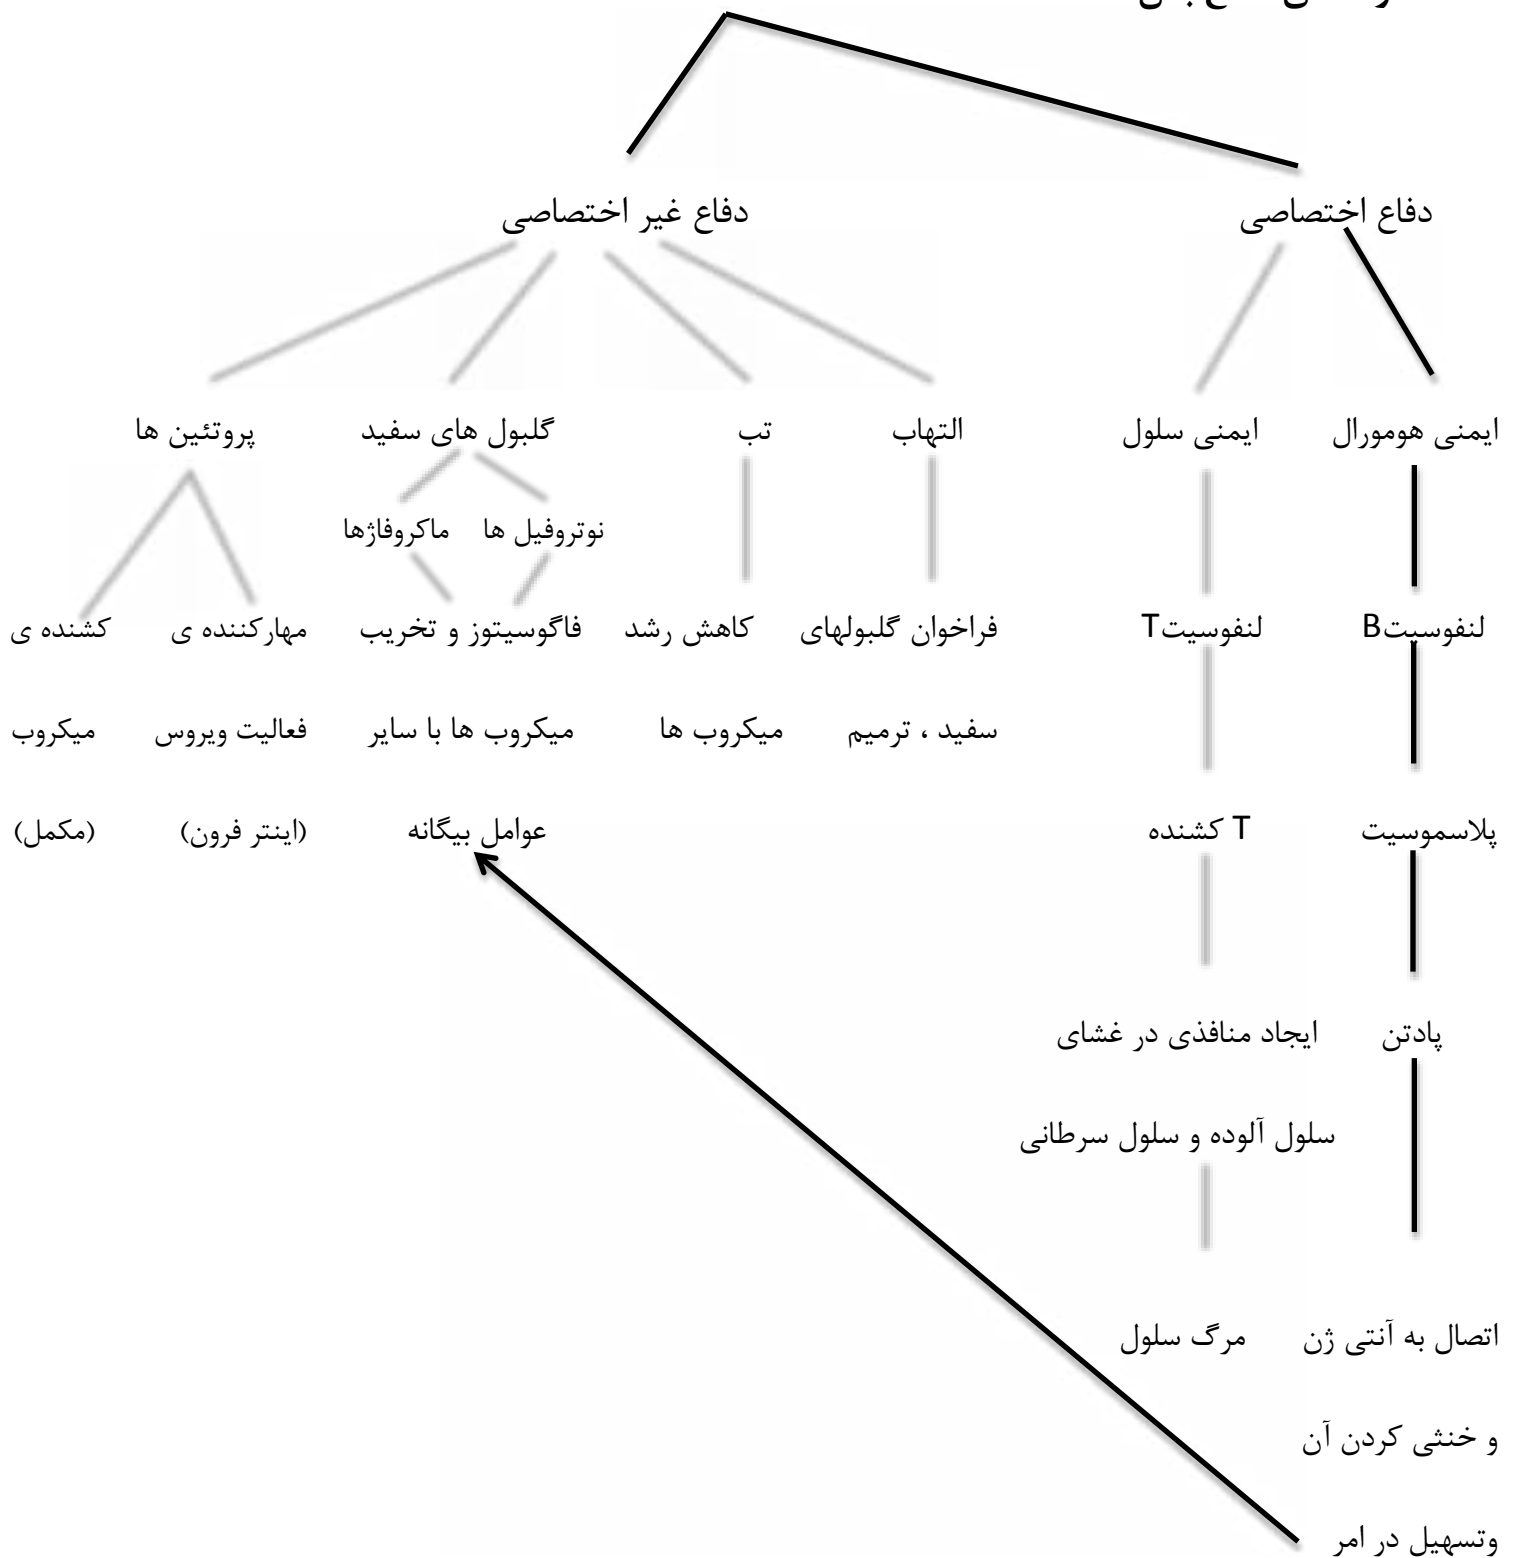 دفاع اختصاصی
دفاع غیر اختصاصی
ایمنی هومورال
ایمنی سلول
التهاب
تب
گلبول های سفید
پروتئین ها
نوتروفیل ها
ماکروفاژها
لنفوسیتB
لنفوسیتT
فراخوان گلبولهای
کاهش رشد
فاگوسیتوز و تخریب
مهارکننده ی
کشنده ی
سفید ، ترمیم
میکروب ها
میکروب ها با سایر
فعالیت ویروس
میکروب
پلاسموسیت
T کشنده
عوامل بیگانه
(اینتر فرون)
(مکمل)
پادتن
ایجاد منافذی در غشای
سلول آلوده و سلول سرطانی
اتصال به آنتی ژن
مرگ سلول
و خنثی کردن آن
وتسهیل در امر